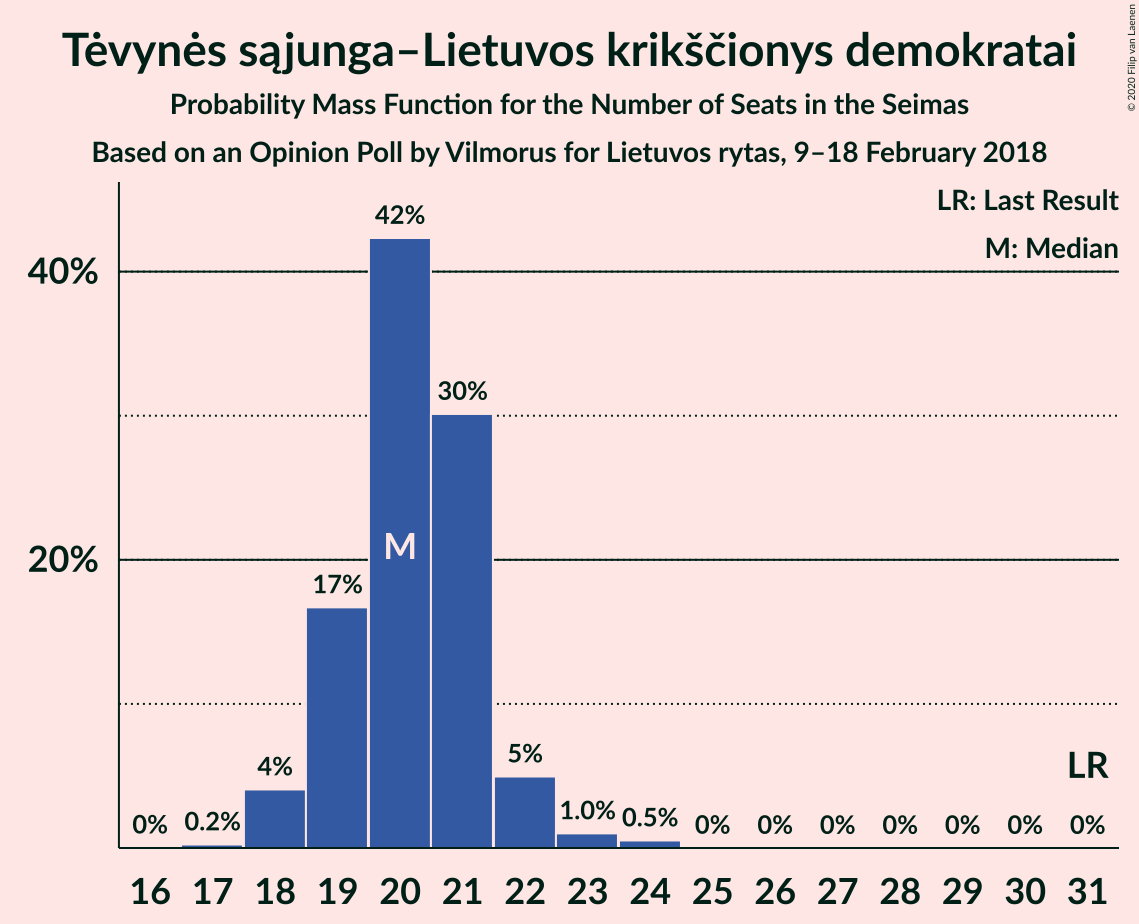 Tėvynės sąjunga–Lietuvos krikščionys demokratai
Probability Mass Function for the Number of Seats in the Seimas
Based on an Opinion Poll by Vilmorus for Lietuvos rytas, 9–18 February 2018
© 2020 Filip van Laenen
LR: Last Result
M: Median
40%
20%
0% 0.2% 4% 17% 42% 30% 5% 1.0% 0.5% 0% 0% 0% 0% 0% 0% 0%
M
LR
16 17 18 19 20 21 22 23 24 25 26 27 28 29 30 31